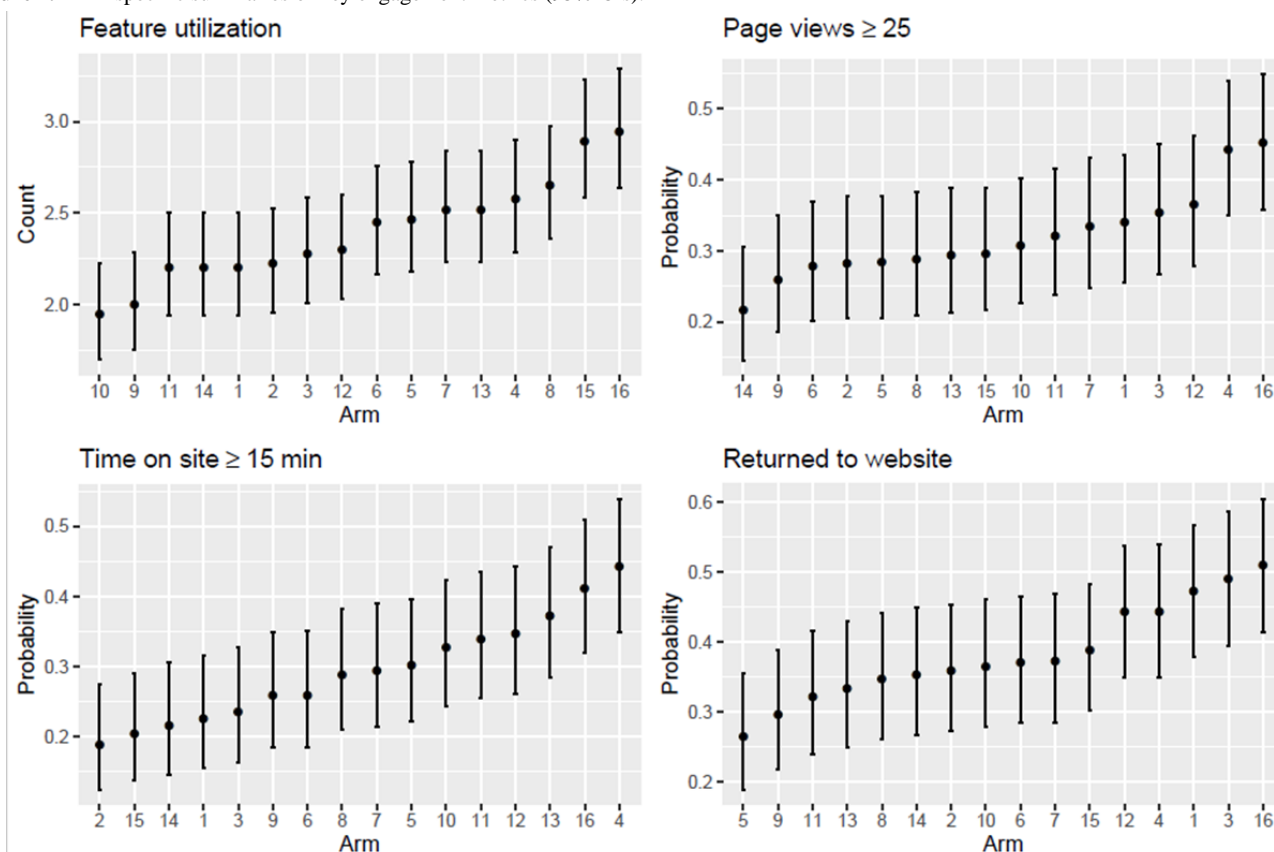 Feature utilization
Count
3.0
2.5
2.0
10 9 11 14 1 2 3 12 6 5 7 13 4 8 15 16
Arm
Page views ≥ 25
Probability
0.5
0.4
0.3
0.2
14 9 6 2 5 8 13 15 10 11 7 1 3 12 4 16
Arm
Time on site ≥ 15 min
Probability
0.5
0.4
0.3
0.2
2 15 14 1 3 9 6 8 7 5 10 11 12 13 16 4
Arm
Returned to website
Probability
0.6
0.5
0.4
0.3
0.2
5 9 11 13 8 14 2 10 6 7 15 12 4 1 3 16
Arm